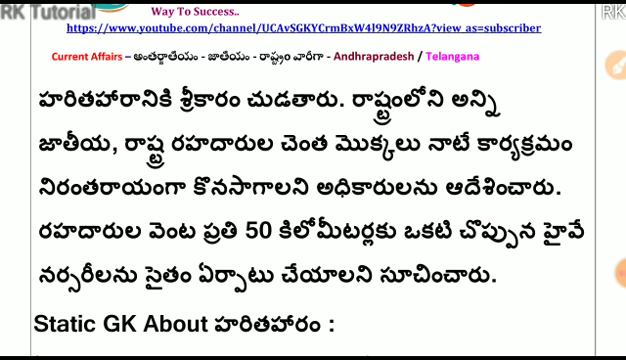 RK Tutorial
Way To Success..
RK
https://www.youtube.com/channel/UCAvSGKYCrmBxW4l9N9ZRhzA?view_as=subscriber
Current Affairs – అంతర్జాతీయం - జాతీయం - రాష్ట్రం వారీగా - Andhrapradesh / Telangana
హరితహారానికి శ్రీకారం చుడతారు. రాష్ట్రంలోని అన్ని
జాతీయ, రాష్ట్ర రహదారుల చెంత మొక్కలు నాటే కార్యక్రమం
నిరంతరాయంగా కొనసాగాలని అధికారులను ఆదేశించారు.
రహదారుల వెంట ప్రతి 50 కిలోమీటర్లకు ఒకటి చొప్పున హైవే
నర్సరీలను సైతం ఏర్పాటు చేయాలని సూచించారు.
Static GK About హరితహారం :